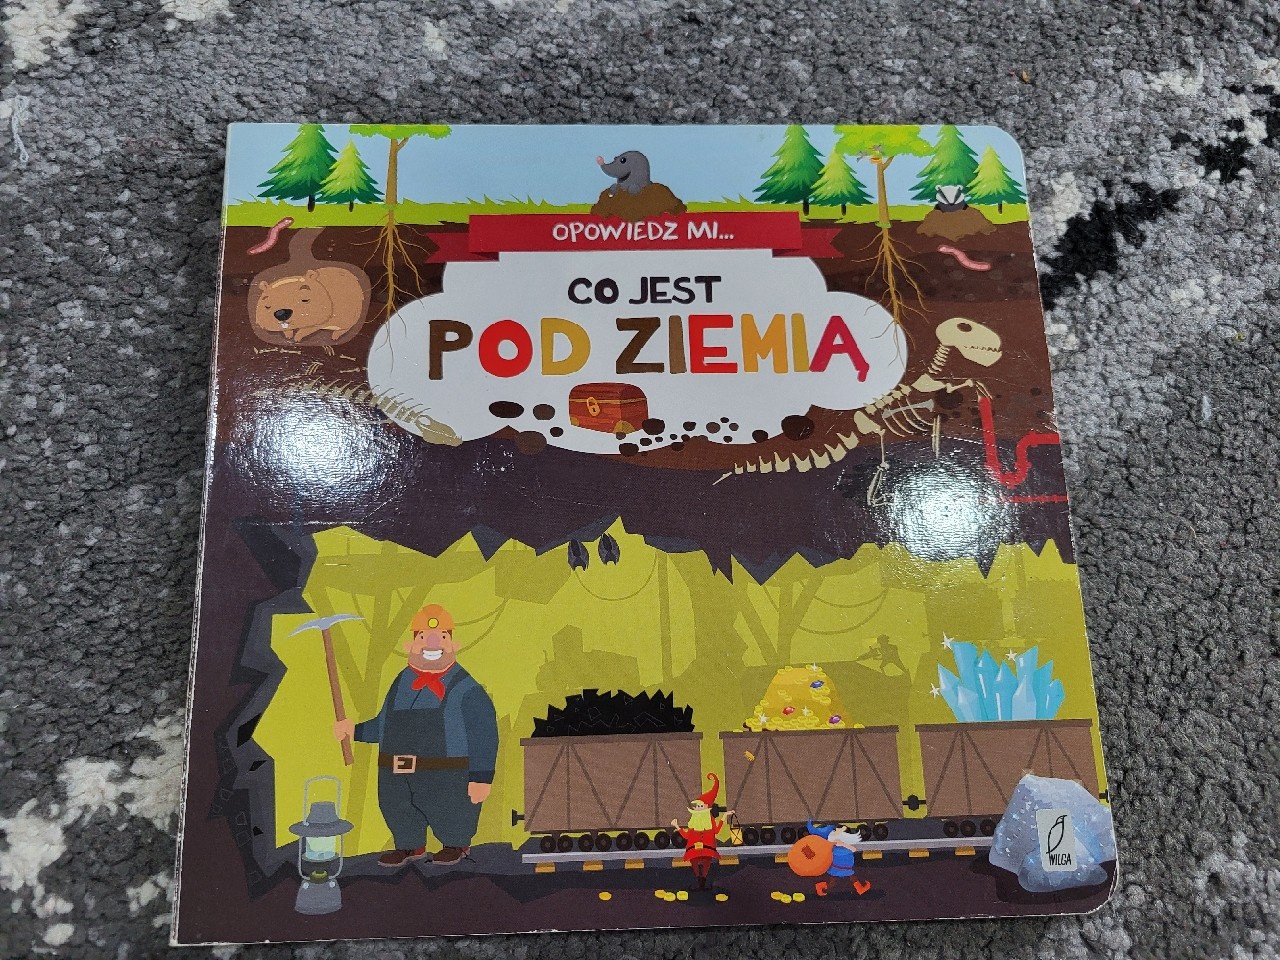 OPOWIEDZ MI...
CO JEST
POD ZIEMIĄ
WILGA